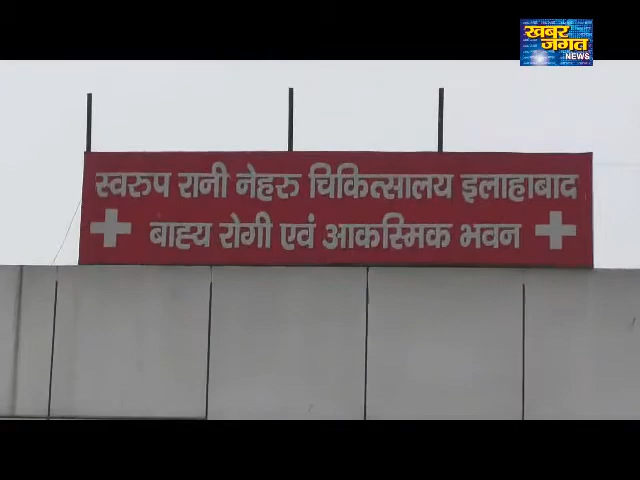 खबर
जगत
NEWS
स्वरुप रानी नेहरु चिकित्सालय इलाहाबाद
बाह्य रोगी एवं आकस्मिक भवन